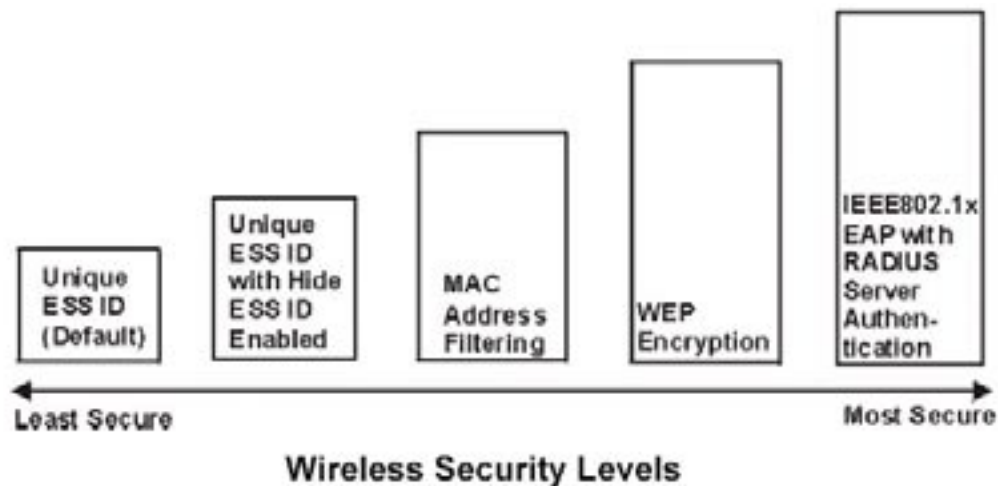 Unique
ESS ID
(Default)
Unique
ESS ID
with Hide
ESS ID
Enabled
MAC
Address
Filtering
WEP
Encryption
IEEE802.1x
EAP with
RADIUS
Server
Authen-
tication
Least Secure
Most Secure
Wireless Security Levels